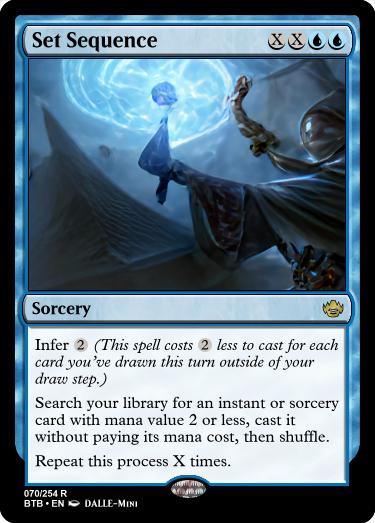 Set Sequence X X
Sorcery
Infer 2 (This spell costs 2 less to cast for each
card you've drawn this turn outside of your
draw step.)
Search your library for an instant or sorcery
card with mana value 2 or less, cast it
without paying its mana cost, then shuffle.
Repeat this process X times.
070/254 R
BTB • EN DALLE-Mini